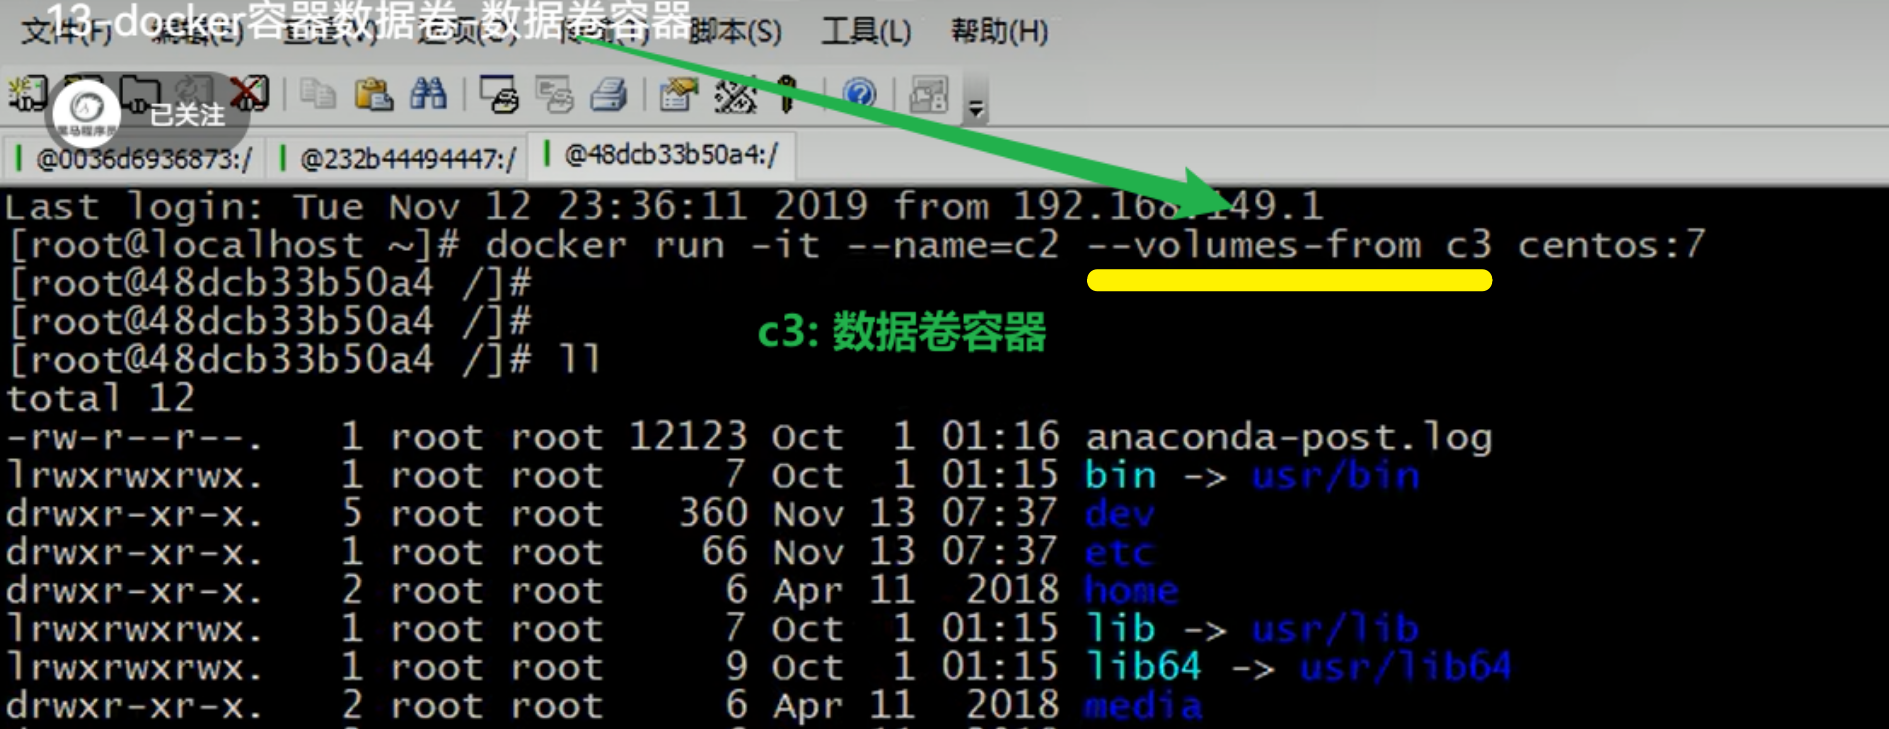 13-docker容器数据卷-数据卷容器
文件(F) 编辑(E) 查看(V) 选项(O) 传输(T) 脚本(S) 工具(L) 帮助(H)
黑马程序员
已关注
@0036d6936873:/ @232b44494447:/ @48dcb33b50a4:/
Last login: Tue Nov 12 23:36:11 2019 from 192.168.149.1
[root@localhost ~]# docker run -it --name=c2 --volumes-from c3 centos:7
[root@48dcb33b50a4 /]#
[root@48dcb33b50a4 /]#
c3: 数据卷容器
[root@48dcb33b50a4 /]# ll
total 12
-rw-r--r--. 1 root root 12123 Oct 1 01:16 anaconda-post.log
lrwxrwxrwx. 1 root root 7 Oct 1 01:15 bin -> usr/bin
drwxr-xr-x. 5 root root 360 Nov 13 07:37 dev
drwxr-xr-x. 1 root root 66 Nov 13 07:37 etc
drwxr-xr-x. 2 root root 6 Apr 11 2018 home
lrwxrwxrwx. 1 root root 7 Oct 1 01:15 lib -> usr/lib
lrwxrwxrwx. 1 root root 9 Oct 1 01:15 lib64 -> usr/lib64
drwxr-xr-x. 2 root root 6 Apr 11 2018 media